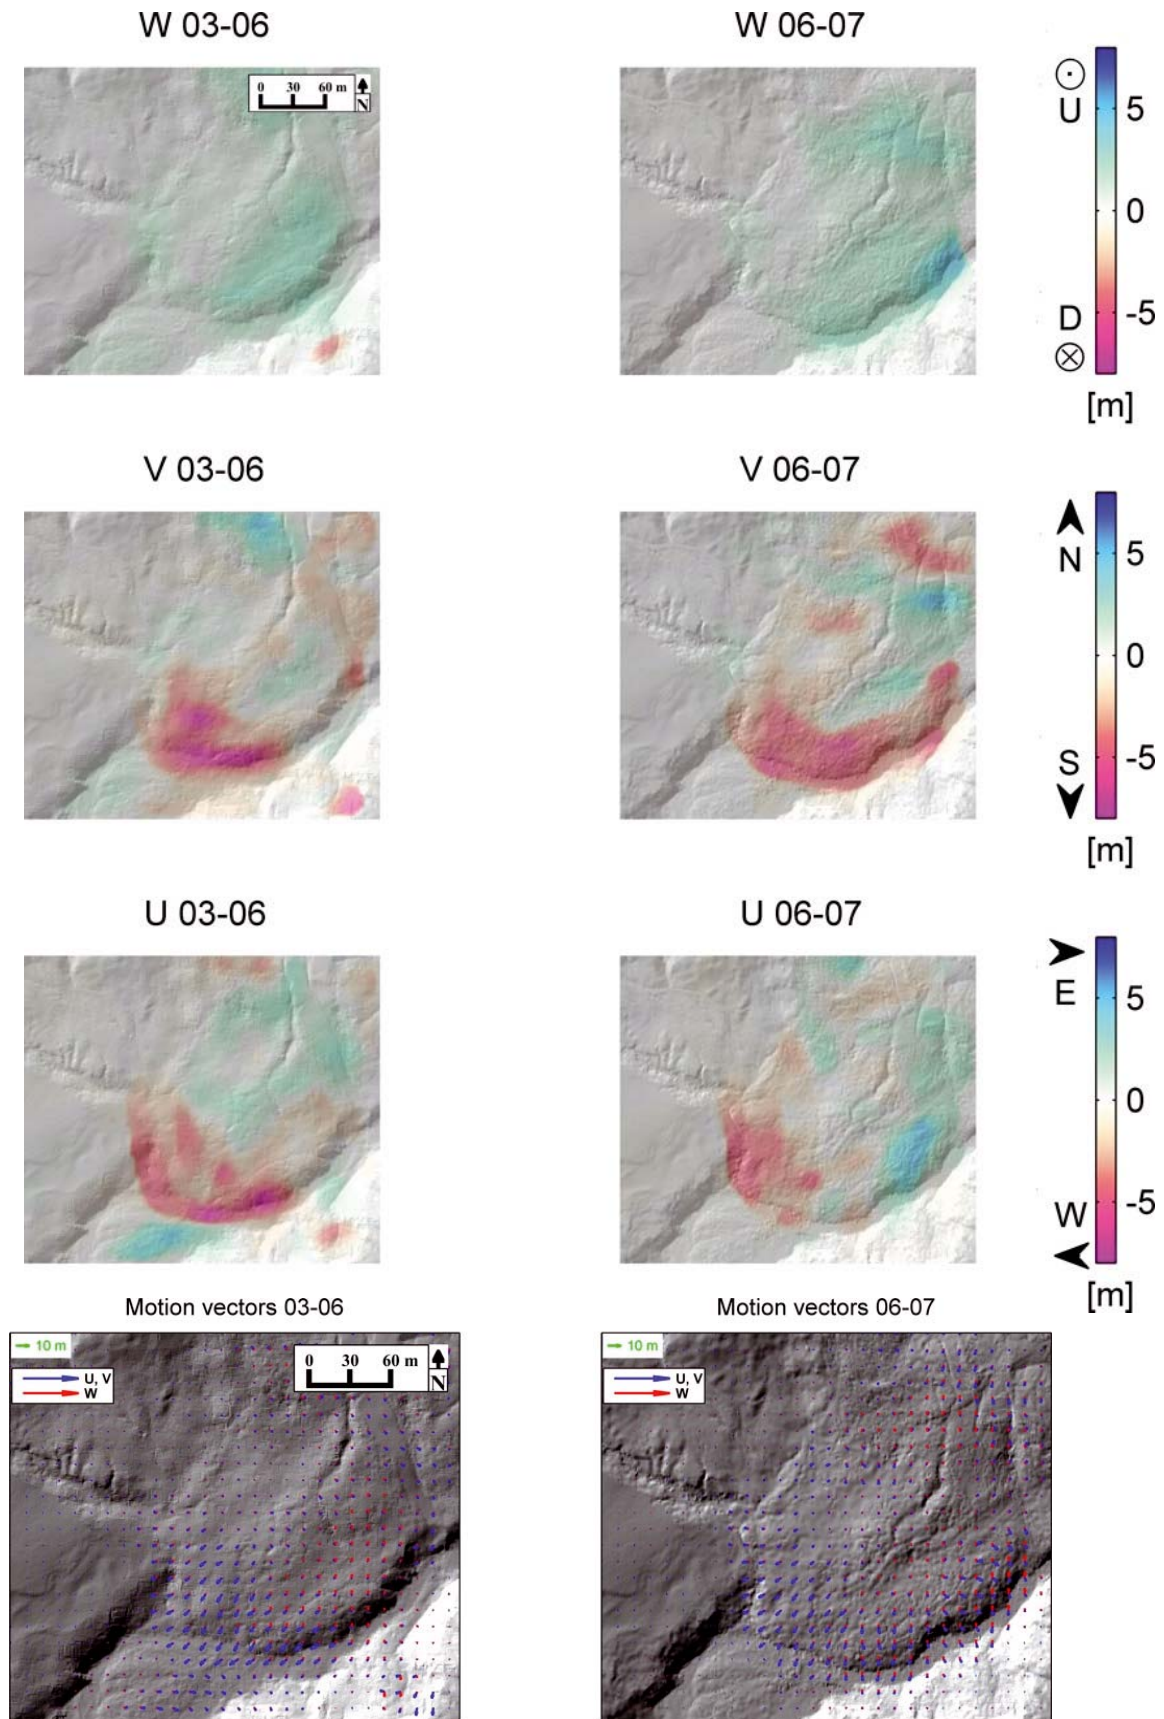 W 03-06
W 06-07
0 30 60 m
N
U
5
0
D
-5
[m]
V 03-06
V 06-07
N
5
0
S
-5
[m]
U 03-06
U 06-07
E
5
0
W
-5
[m]
Motion vectors 03-06
Motion vectors 06-07
10 m
U, V
W
0 30 60 m
N
10 m
U, V
W